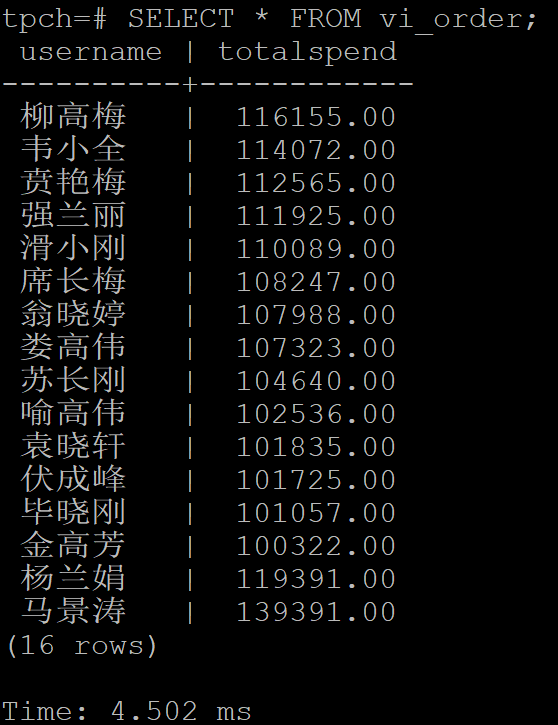 tpch=# SELECT * FROM vi_order;
 username | totalspend
----------+------------
 柳高梅   |  116155.00
 韦小全   |  114072.00
 贲艳梅   |  112565.00
 强兰丽   |  111925.00
 滑小刚   |  110089.00
 席长梅   |  108247.00
 翁晓婷   |  107988.00
 娄高伟   |  107323.00
 苏长刚   |  104640.00
 喻高伟   |  102536.00
 袁晓轩   |  101835.00
 伏成峰   |  101725.00
 毕晓刚   |  101057.00
 金高芳   |  100322.00
 杨兰娟   |  119391.00
 马景涛   |  139391.00
(16 rows)
Time: 4.502 ms